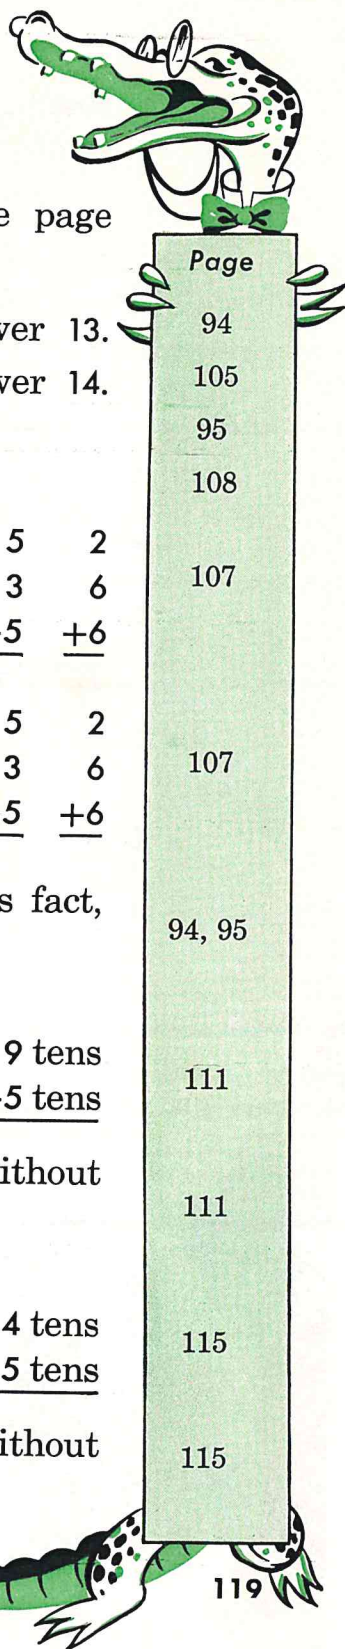 e page
Page
ver 13.
94
ver 14.
105
95
108
5 2
3 6
-5 +6
107
5 2
3 6
5 +6
107
s fact,
94, 95
9 tens
-5 tens
111
ithout
111
4 tens
5 tens
115
ithout
115
119